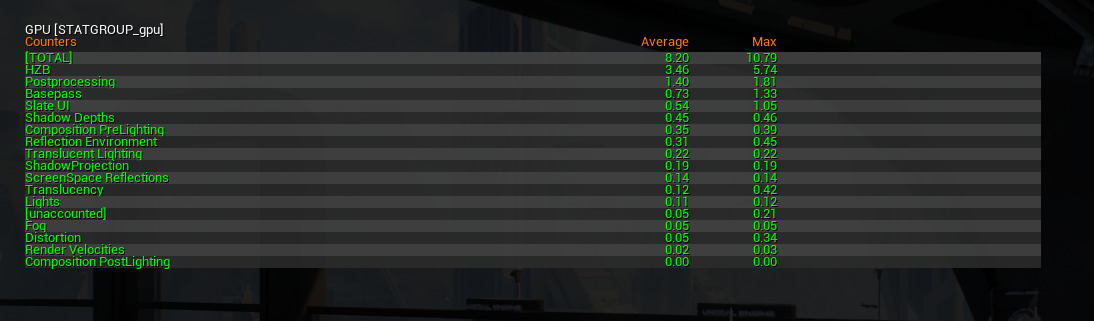 GPU [STATGROUP_gpu]
Counters Average Max
[TOTAL] 8.20 10.79
HZB 3.46 5.74
Postprocessing 1.40 1.81
Basepass 0.73 1.33
Slate UI 0.54 1.05
Shadow Depths 0.45 0.46
Composition PreLighting 0.35 0.39
Reflection Environment 0.31 0.45
Translucent Lighting 0.22 0.22
ShadowProjection 0.19 0.19
ScreenSpace Reflections 0.14 0.14
Translucency 0.12 0.42
Lights 0.11 0.12
[unaccounted] 0.05 0.21
Fog 0.05 0.05
Distortion 0.05 0.34
Render Velocities 0.02 0.03
Composition PostLighting 0.00 0.00